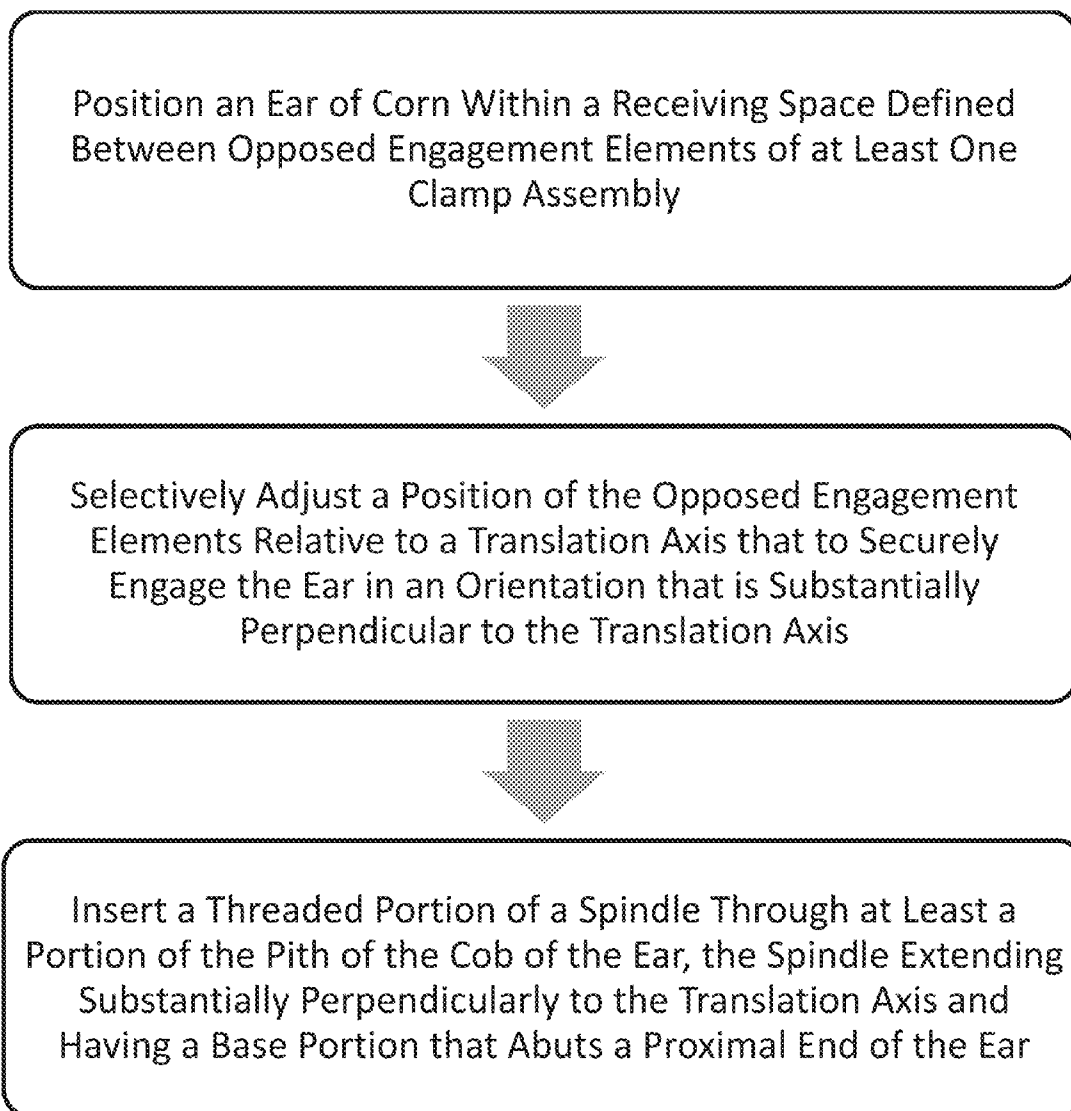 Position an Ear of Corn Within a Receiving Space Defined
Between Opposed Engagement Elements of at Least One
Clamp Assembly
Selectively Adjust a Position of the Opposed Engagement
Elements Relative to a Translation Axis that to Securely
Engage the Ear in an Orientation that is Substantially
Perpendicular to the Translation Axis
Insert a Threaded Portion of a Spindle Through at Least a
Portion of the Pith of the Cob of the Ear, the Spindle Extending
Substantially Perpendicularly to the Translation Axis and
Having a Base Portion that Abuts a Proximal End of the Ear